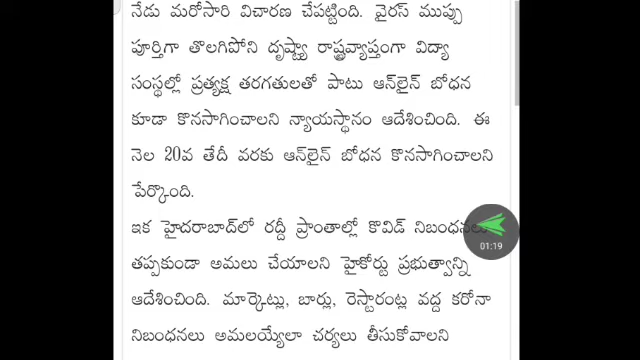 నేడు మరోసారి విచారణ చేపట్టింది. వైరస్ ముప్పు
పూర్తిగా తొలగిపోని దృష్ట్యా రాష్ట్రవ్యాప్తంగా విద్యా
సంస్థల్లో ప్రత్యక్ష తరగతులతో పాటు ఆన్‌లైన్ బోధన
కూడా కొనసాగించాలని న్యాయస్థానం ఆదేశించింది. ఈ
నెల 20వ తేదీ వరకు ఆన్‌లైన్ బోధన కొనసాగించాలని
పేర్కొంది.
ఇక హైదరాబాద్‌లో రద్దీ ప్రాంతాల్లో కొవిడ్ నిబంధనలు
01:19
తప్పకుండా అమలు చేయాలని హైకోర్టు ప్రభుత్వాన్ని
ఆదేశించింది. మార్కెట్లు, బార్లు, రెస్టారంట్ల వద్ద కరోనా
నిబంధనలు అమలయ్యేలా చర్యలు తీసుకోవాలని